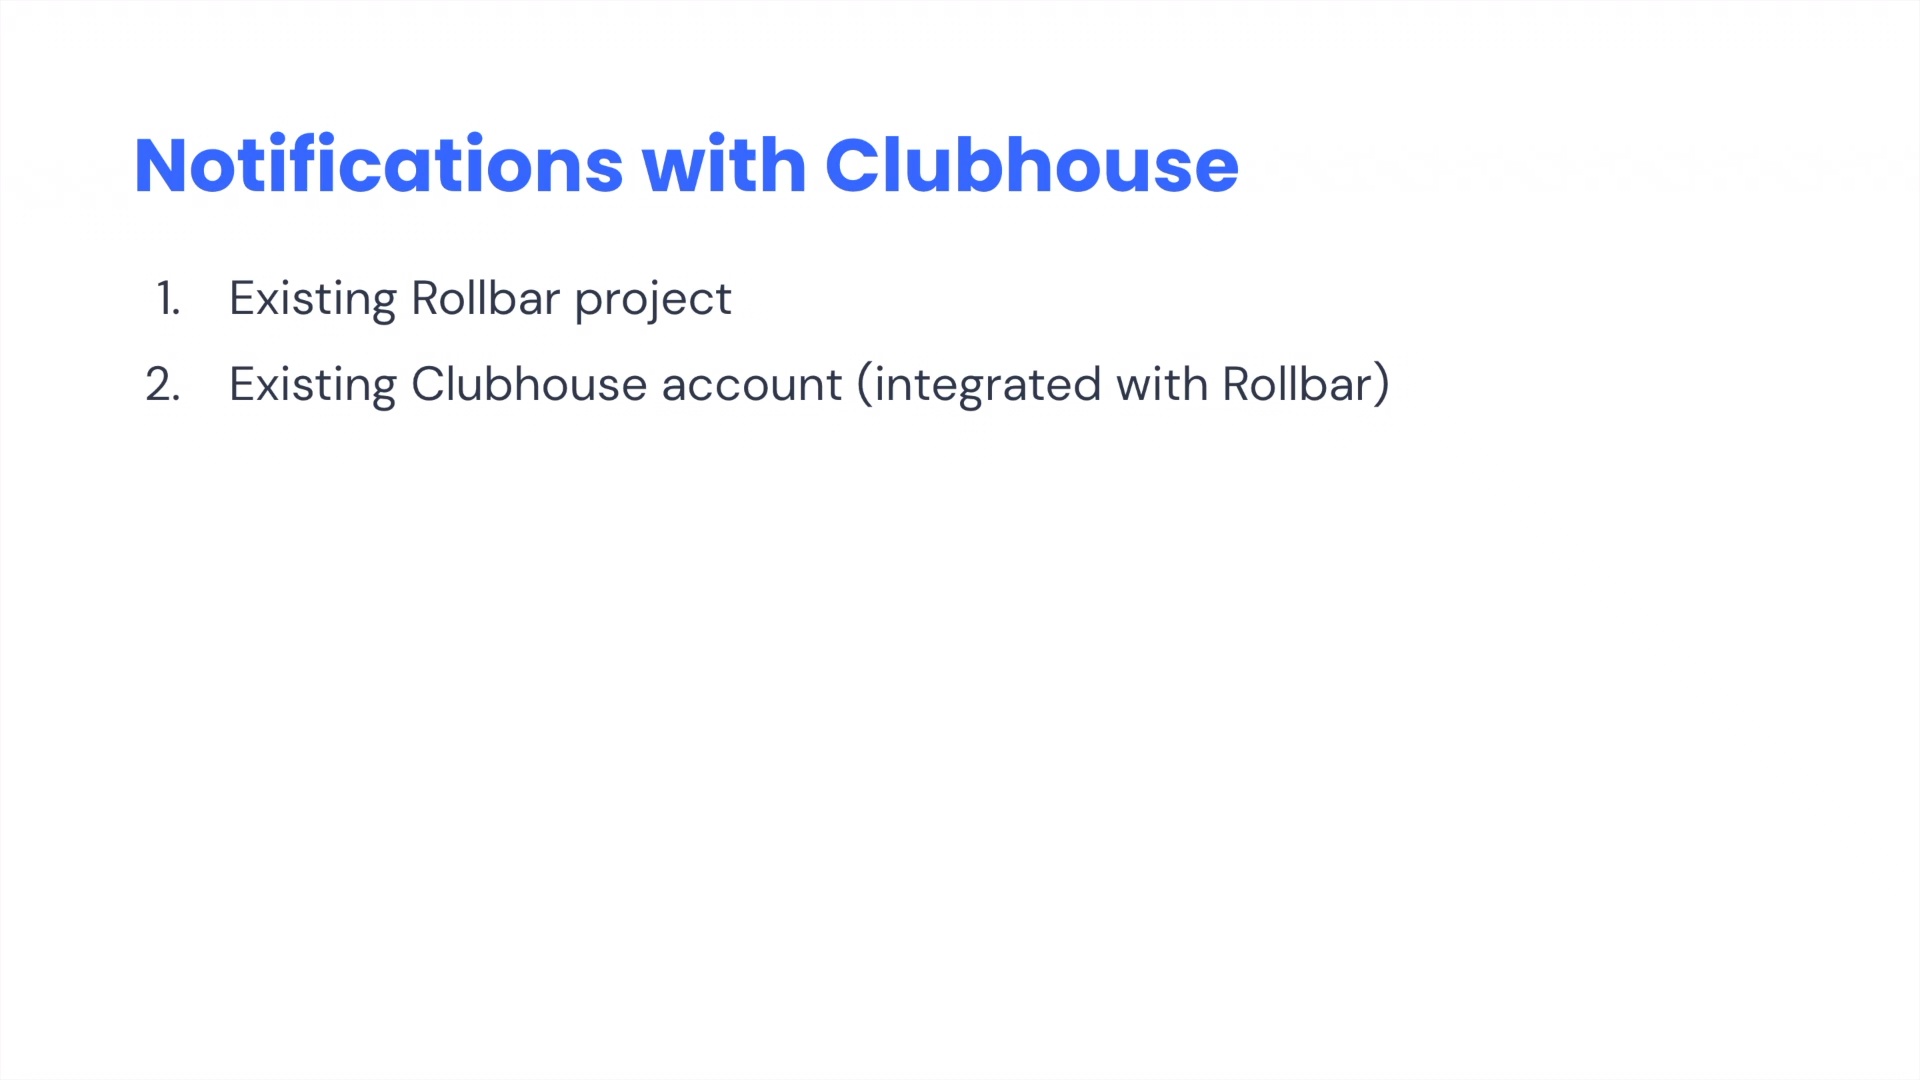 Notifications with Clubhouse
1. Existing Rollbar project
2. Existing Clubhouse account (integrated with Rollbar)